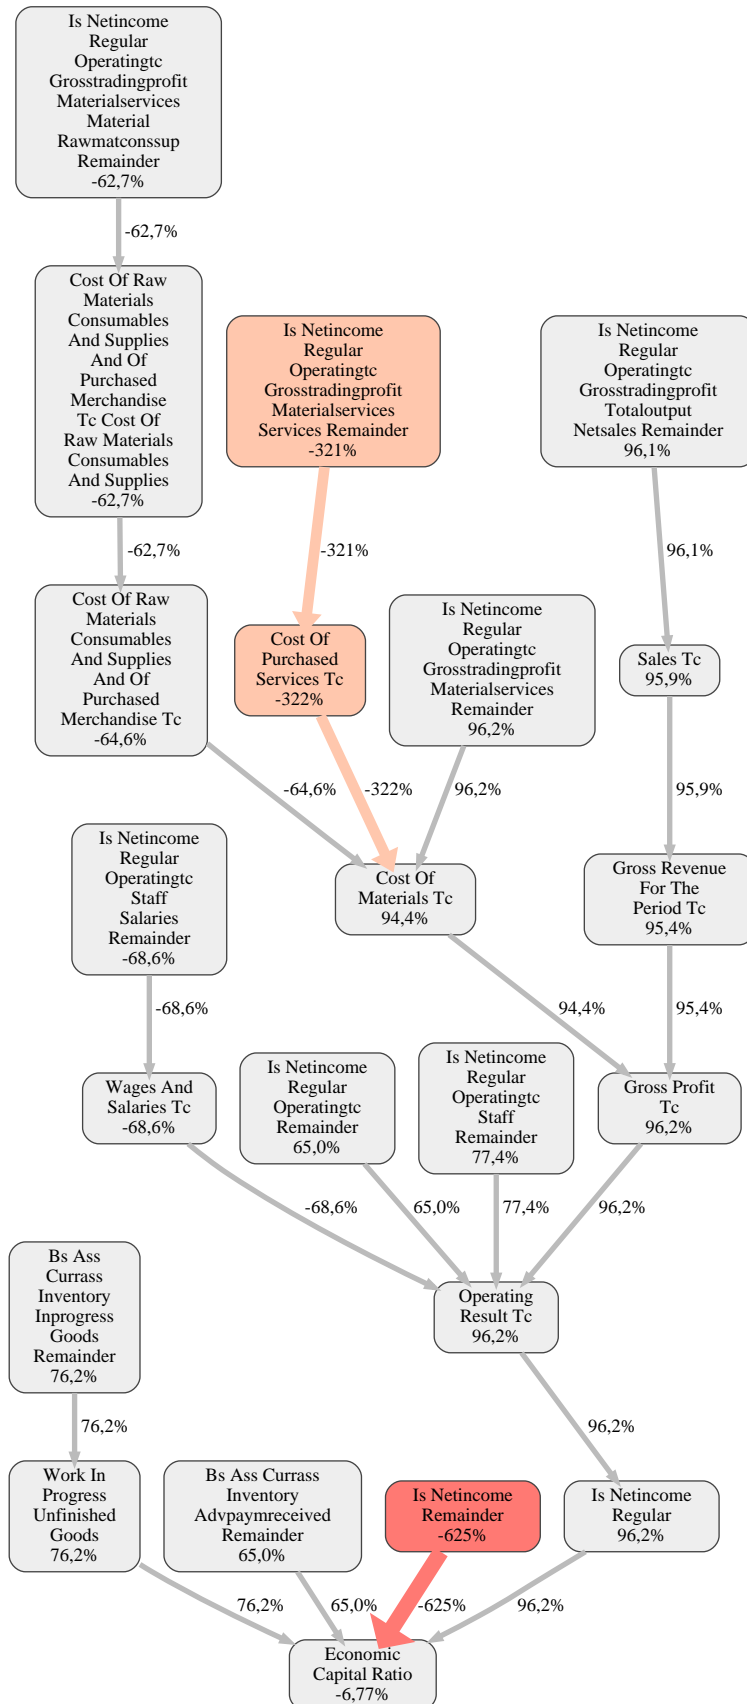 Is Netincome
Regular
Operatingtc
Grosstradingprofit
Materialservices
Material
Rawmatconssup
Remainder
-62,7%
-62,7%
Cost Of Raw
Materials
Consumables
And Supplies
And Of
Purchased
Merchandise
Tc Cost Of
Raw Materials
Consumables
And Supplies
-62,7%
Is Netincome
Regular
Operatingtc
Grosstradingprofit
Materialservices
Services Remainder
-321%
Is Netincome
Regular
Operatingtc
Grosstradingprofit
Totaloutput
Netsales Remainder
96,1%
-62,7%
-321%
96,1%
Cost Of Raw
Materials
Consumables
And Supplies
And Of
Purchased
Merchandise Tc
-64,6%
Cost Of
Purchased
Services Tc
-322%
Is Netincome
Regular
Operatingtc
Grosstradingprofit
Materialservices
Remainder
96,2%
Sales Tc
95,9%
-64,6%
-322%
96,2%
95,9%
Is Netincome
Regular
Operatingtc
Staff
Salaries
Remainder
-68,6%
Cost Of
Materials Tc
94,4%
Gross Revenue
For The
Period Tc
95,4%
-68,6%
94,4%
95,4%
Wages And
Salaries Tc
-68,6%
Is Netincome
Regular
Operatingtc
Remainder
65,0%
Is Netincome
Regular
Operatingtc
Staff
Remainder
77,4%
Gross Profit
Tc
96,2%
-68,6%
65,0%
77,4%
96,2%
Bs Ass
Currass
Inventory
Inprogress
Goods
Remainder
76,2%
Operating
Result Tc
96,2%
76,2%
96,2%
Work In
Progress
Unfinished
Goods
76,2%
Bs Ass Currass
Inventory
Advpaymreceived
Remainder
65,0%
Is Netincome
Remainder
-625%
Is Netincome
Regular
96,2%
76,2%
65,0%
-625%
96,2%
Economic
Capital Ratio
-6,77%